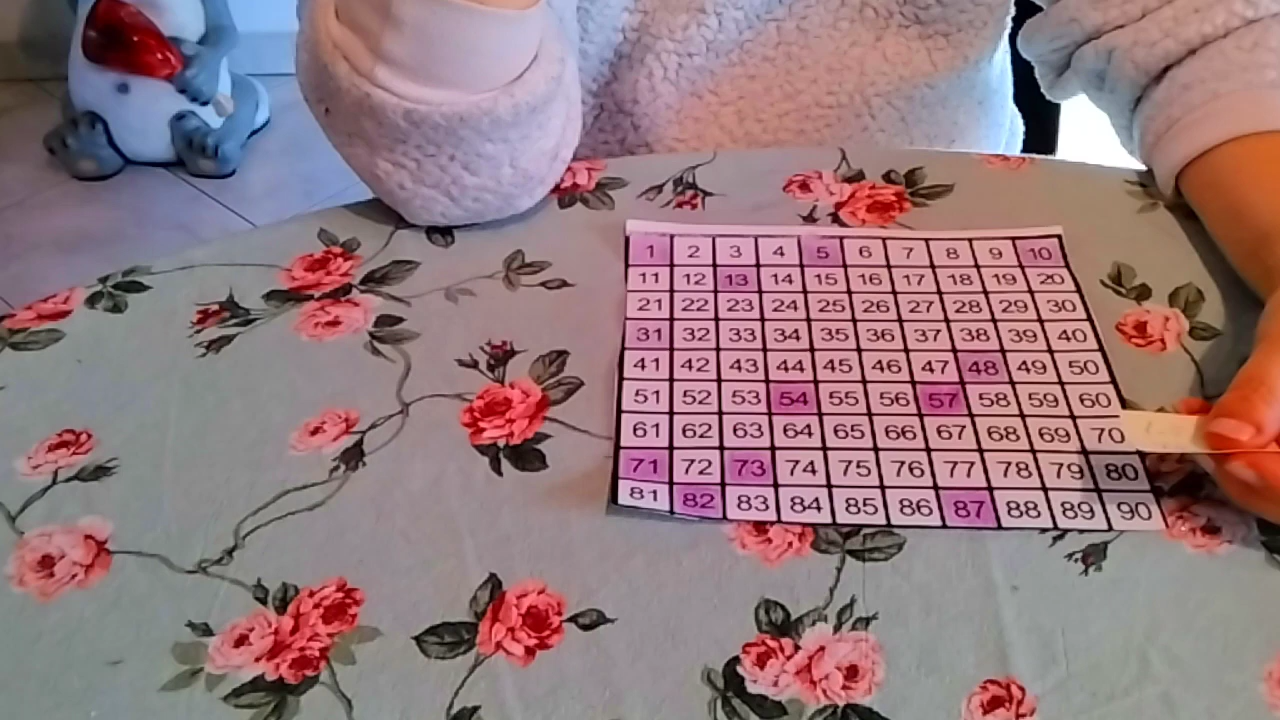 1 2 3 4 5 6 7 8 9 10
11 12 13 14 15 16 17 18 19 20
21 22 23 24 25 26 27 28 29 30
31 32 33 34 35 36 37 38 39 40
41 42 43 44 45 46 47 48 49 50
51 52 53 54 55 56 57 58 59 60
61 62 63 64 65 66 67 68 69 70
71 72 73 74 75 76 77 78 79 80
81 82 83 84 85 86 87 88 89 90